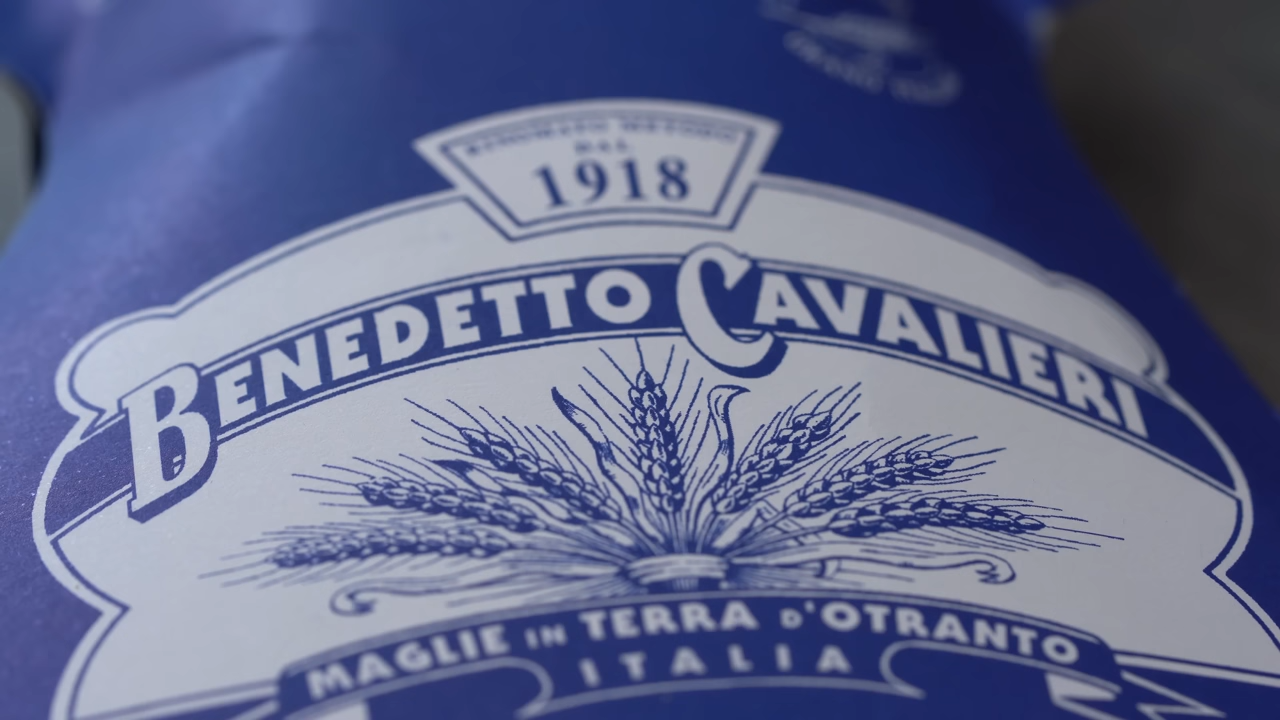 DAL
1918
BENEDETTO CAVALIERI
MAGLIE IN TERRA D'OTRANTO
ITALIA